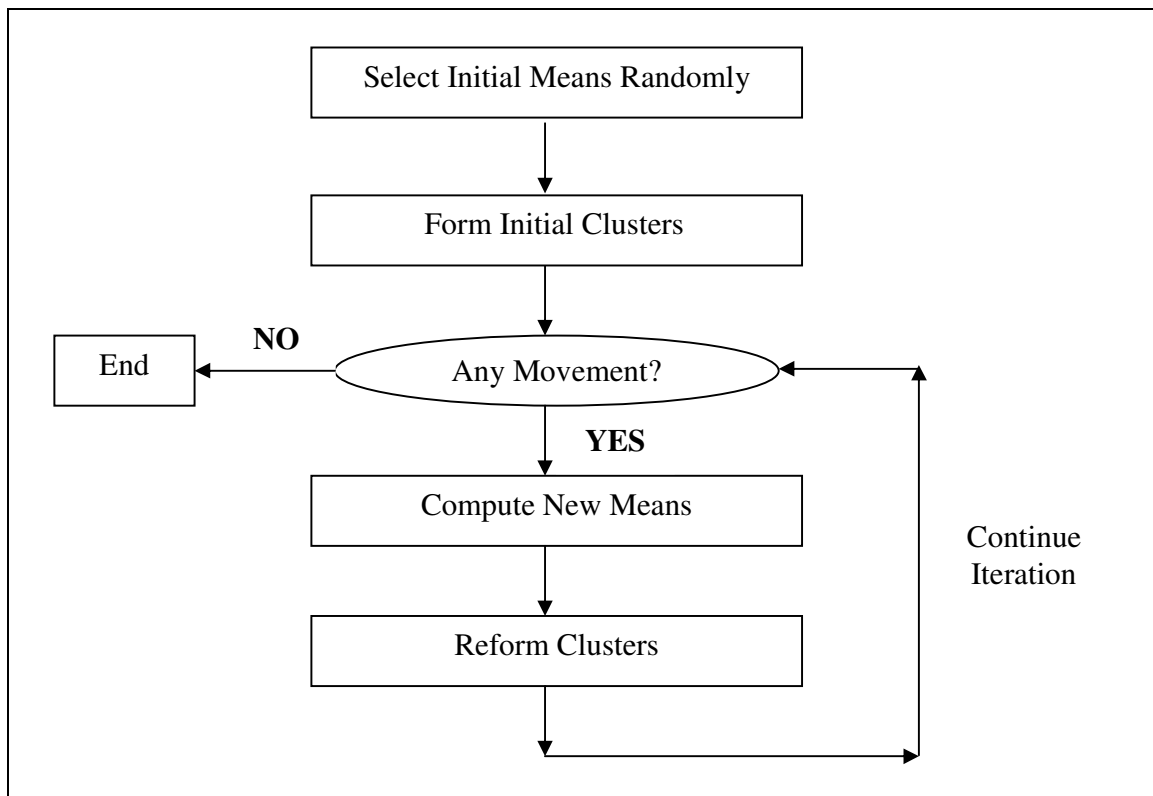 Select Initial Means Randomly
Form Initial Clusters
NO
End
Any Movement?
YES
Compute New Means
Continue
Iteration
Reform Clusters